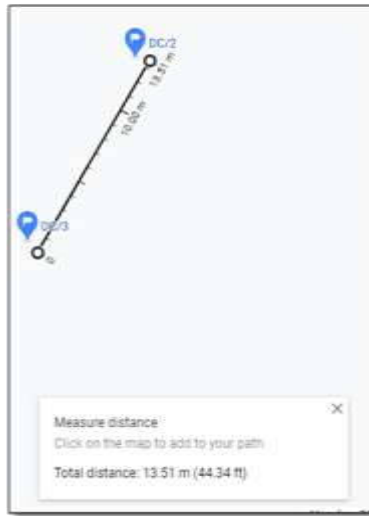 DC/2
13.51 m
10.00 m
DC/3
0
Measure distance
Click on the map to add to your path
Total distance: 13.51 m (44.34 ft)